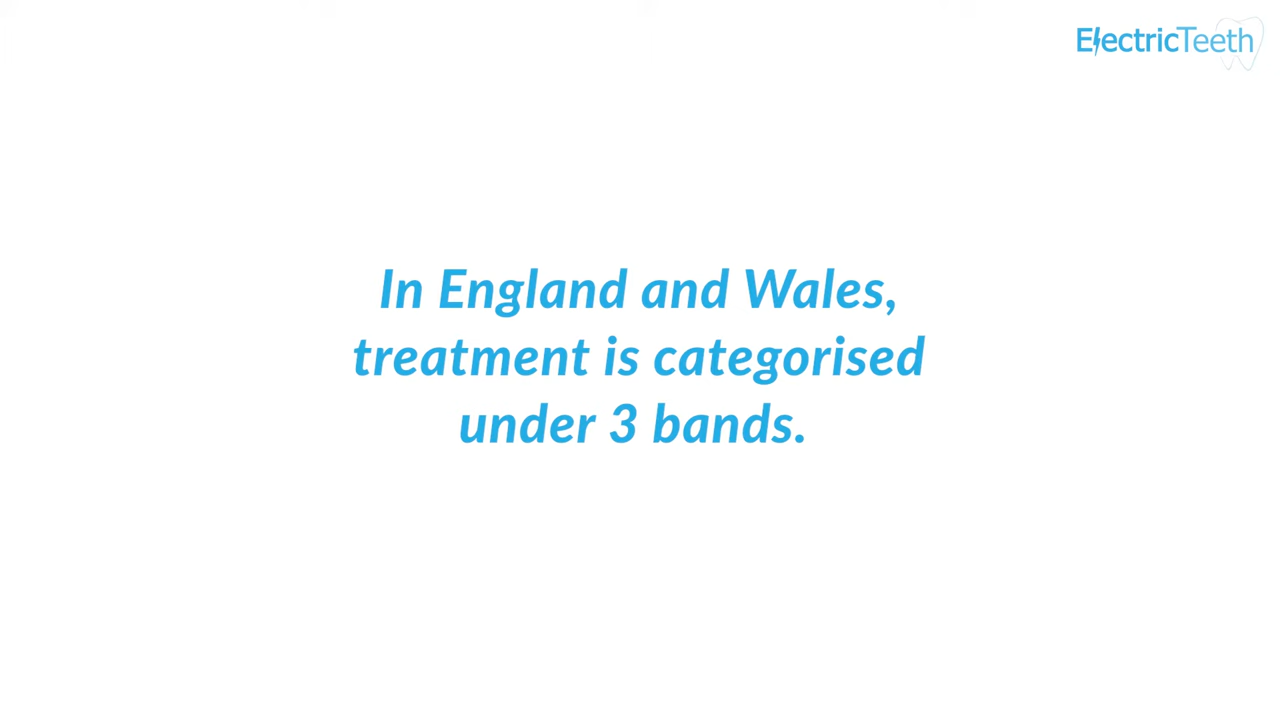 ElectricTeeth
In England and Wales,
treatment is categorised
under 3 bands.